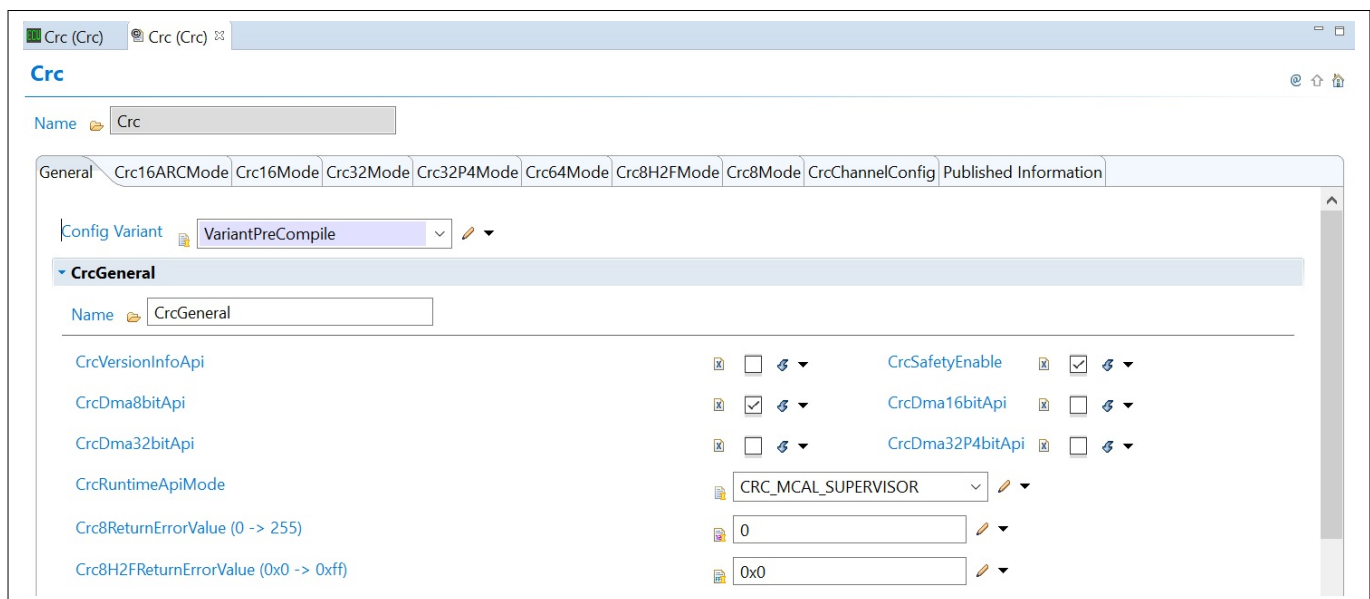 Crc (Crc) Crc (Crc)
Crc
Name Crc
General Crc16ARCMode Crc16Mode Crc32Mode Crc32P4Mode Crc64Mode Crc8H2FMode Crc8Mode CrcChannelConfig Published Information
Config Variant VariantPreCompile
CrcGeneral
Name CrcGeneral
CrcVersionInfoApi CrcSafetyEnable
CrcDma8bitApi CrcDma16bitApi
CrcDma32bitApi CrcDma32P4bitApi
CrcRuntimeApiMode CRC_MCAL_SUPERVISOR
Crc8ReturnErrorValue (0 -> 255) 0
Crc8H2FReturnErrorValue (0x0 -> 0xff) 0x0